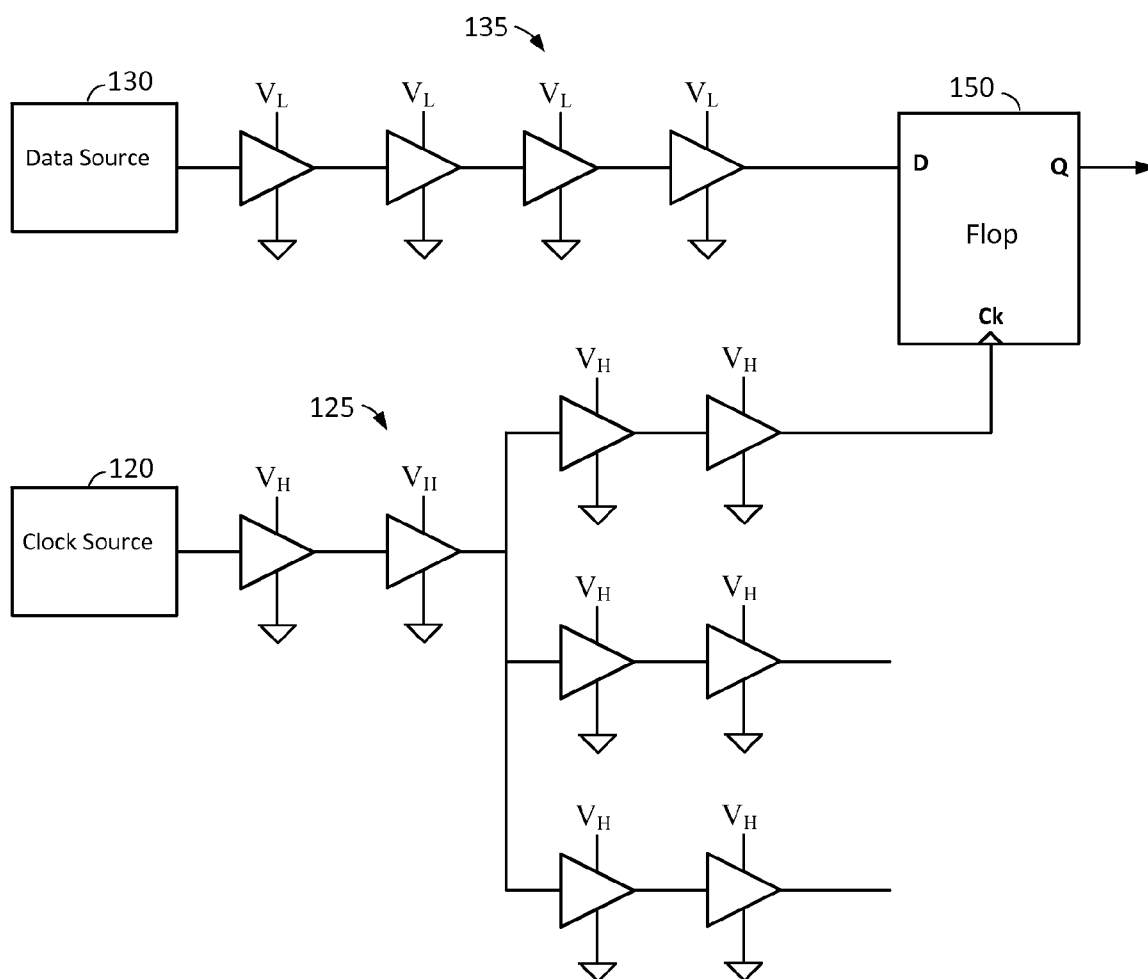 135
130
V_L V_L V_L V_L
150
Data Source
D Q
Flop
Ck
V_H V_H
125
120
V_H V_H
Clock Source
V_H V_H
V_H V_H